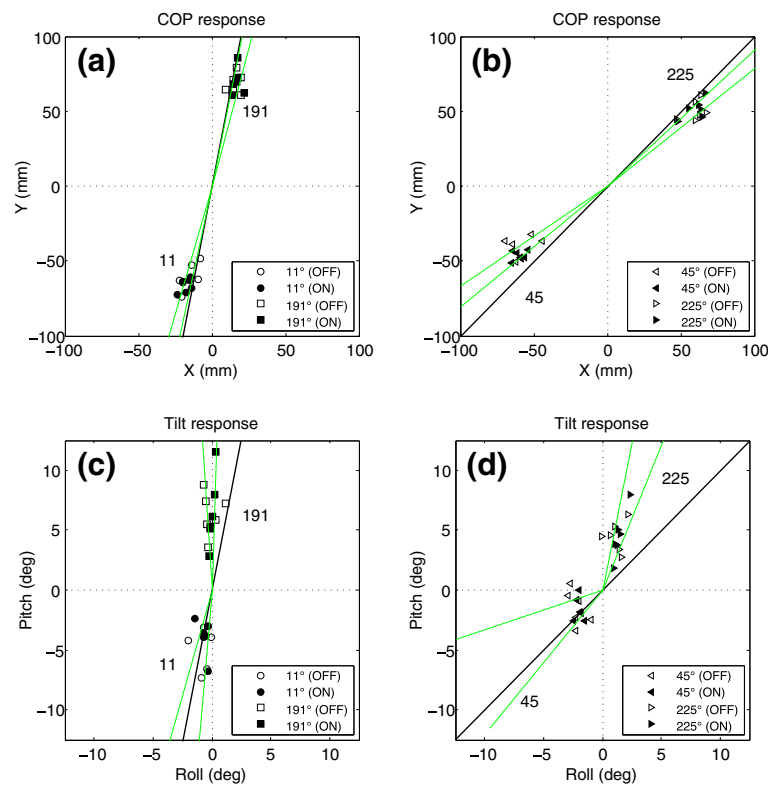 COP response
(a)
100
50
0
−50
−100
Y (mm)
191
11
11° (OFF)
11° (ON)
191° (OFF)
191° (ON)
−100 −50 0 50 100
X (mm)
COP response
(b)
100
50
0
−50
−100
Y (mm)
225
45
45° (OFF)
45° (ON)
225° (OFF)
225° (ON)
−100 −50 0 50 100
X (mm)
Tilt response
(c)
10
5
0
−5
−10
Pitch (deg)
191
11
11° (OFF)
11° (ON)
191° (OFF)
191° (ON)
−10 −5 0 5 10
Roll (deg)
Tilt response
(d)
10
5
0
−5
−10
Pitch (deg)
225
45
45° (OFF)
45° (ON)
225° (OFF)
225° (ON)
−10 −5 0 5 10
Roll (deg)